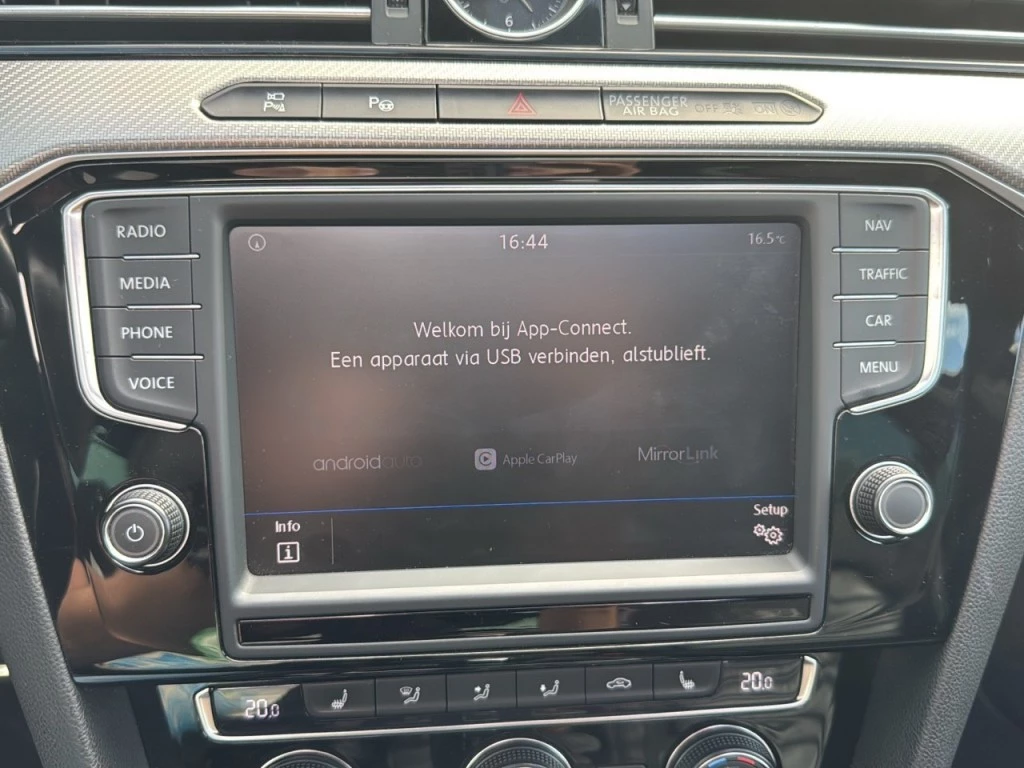 6
P
PASSENGER
AIR BAG
OFF
ON
RADIO
MEDIA
PHONE
VOICE
NAV
TRAFFIC
CAR
MENU
16:44
16.5°C
Welkom bij App-Connect.
Een apparaat via USB verbinden, alstublieft.
androidauto
Apple CarPlay
MirrorLink
Info
i
Setup
20.0
20.0